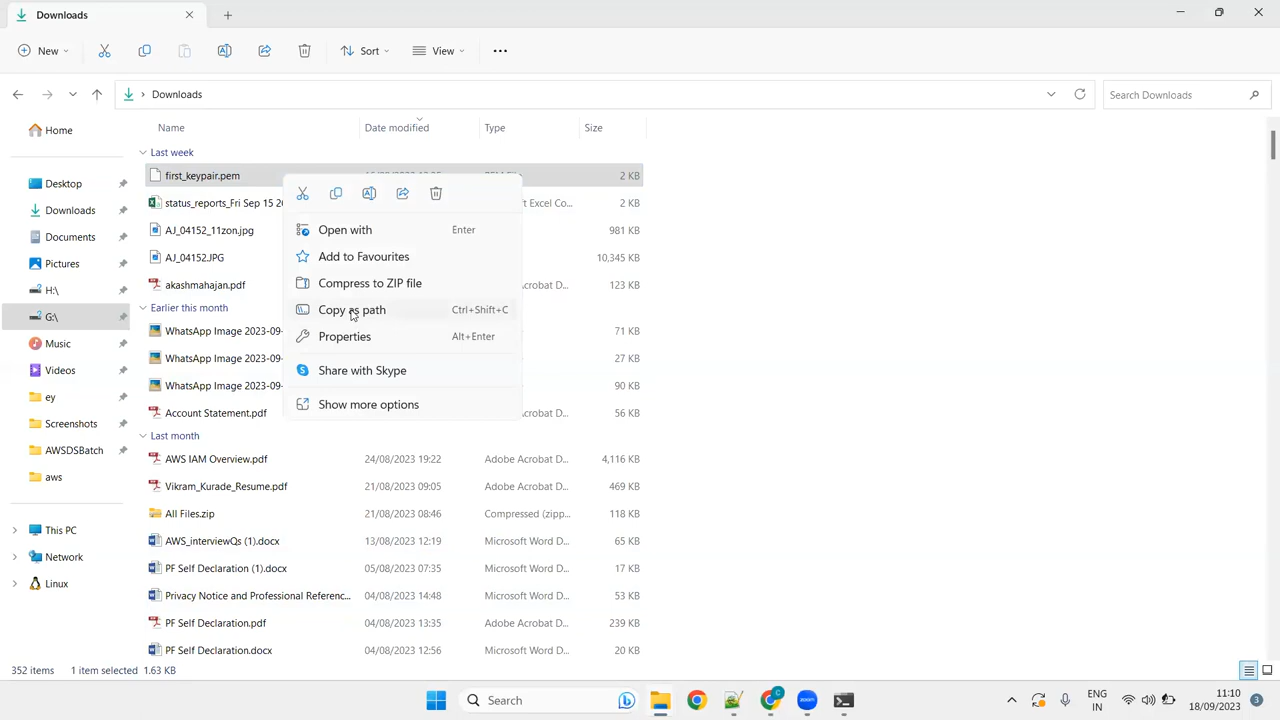 Downloads
New
Sort
View
Downloads
Search Downloads
Name
Date modified
Type
Size
Home
Desktop
Downloads
Documents
Pictures
H:\
G:\
Music
Videos
ey
Screenshots
AWSDSBatch
aws
This PC
Network
Linux
Last week
first_keypair.pem 2 KB
status_reports_Fri Sep 15 20 t Excel Co... 2 KB
AJ_04152_11zon.jpg 981 KB
AJ_04152.JPG 10,345 KB
akashmahajan.pdf crobat D... 123 KB
Earlier this month
WhatsApp Image 2023-09- 71 KB
WhatsApp Image 2023-09- 27 KB
WhatsApp Image 2023-09- 90 KB
Account Statement.pdf crobat D... 56 KB
Last month
AWS IAM Overview.pdf 24/08/2023 19:22 Adobe Acrobat D... 4,116 KB
Vikram_Kurade_Resume.pdf 21/08/2023 09:05 Adobe Acrobat D... 469 KB
All Files.zip 21/08/2023 08:46 Compressed (zipp... 118 KB
AWS_interviewQs (1).docx 13/08/2023 12:19 Microsoft Word D... 65 KB
PF Self Declaration (1).docx 05/08/2023 07:35 Microsoft Word D... 17 KB
Privacy Notice and Professional Referenc... 04/08/2023 14:48 Microsoft Word D... 53 KB
PF Self Declaration.pdf 04/08/2023 13:35 Adobe Acrobat D... 239 KB
PF Self Declaration.docx 04/08/2023 12:56 Microsoft Word D... 20 KB
Open with Enter
Add to Favourites
Compress to ZIP file
Copy as path Ctrl+Shift+C
Properties Alt+Enter
Share with Skype
Show more options
352 items 1 item selected 1.63 KB
Search
ENG
IN
11:10
18/09/2023
3